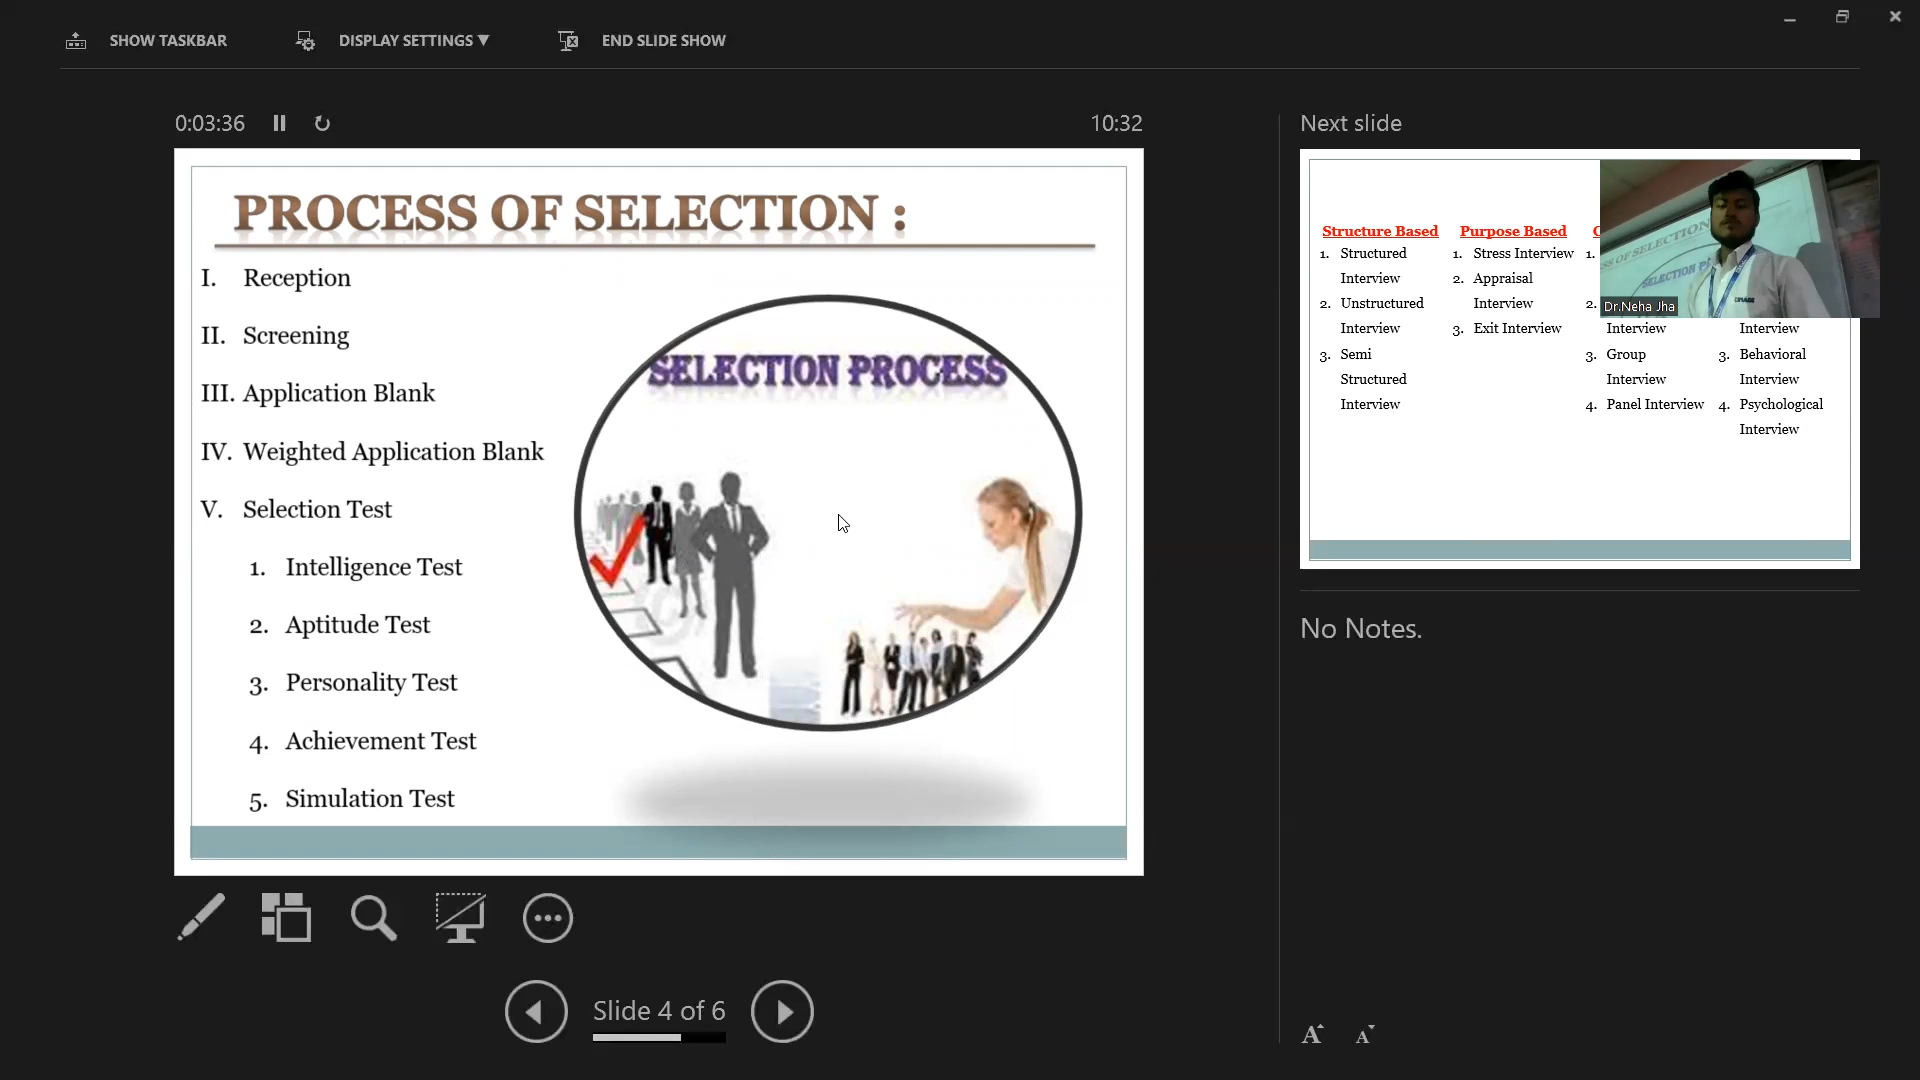 SHOW TASKBAR
DISPLAY SETTINGS ▼
END SLIDE SHOW
0:03:36
10:32
PROCESS OF SELECTION :
I. Reception
II. Screening
III. Application Blank
IV. Weighted Application Blank
V. Selection Test
1. Intelligence Test
2. Aptitude Test
3. Personality Test
4. Achievement Test
5. Simulation Test
SELECTION PROCESS
Slide 4 of 6
Next slide
Structure Based
1. Structured
Interview
2. Unstructured
Interview
3. Semi
Structured
Interview
Purpose Based
1. Stress Interview
2. Appraisal
Interview
3. Exit Interview
1.
2.
Interview
3. Group
Interview
4. Panel Interview
Interview
3. Behavioral
Interview
4. Psychological
Interview
SS OF SELECTION
SELECTION P
Dr.Neha Jha
No Notes.
A
A